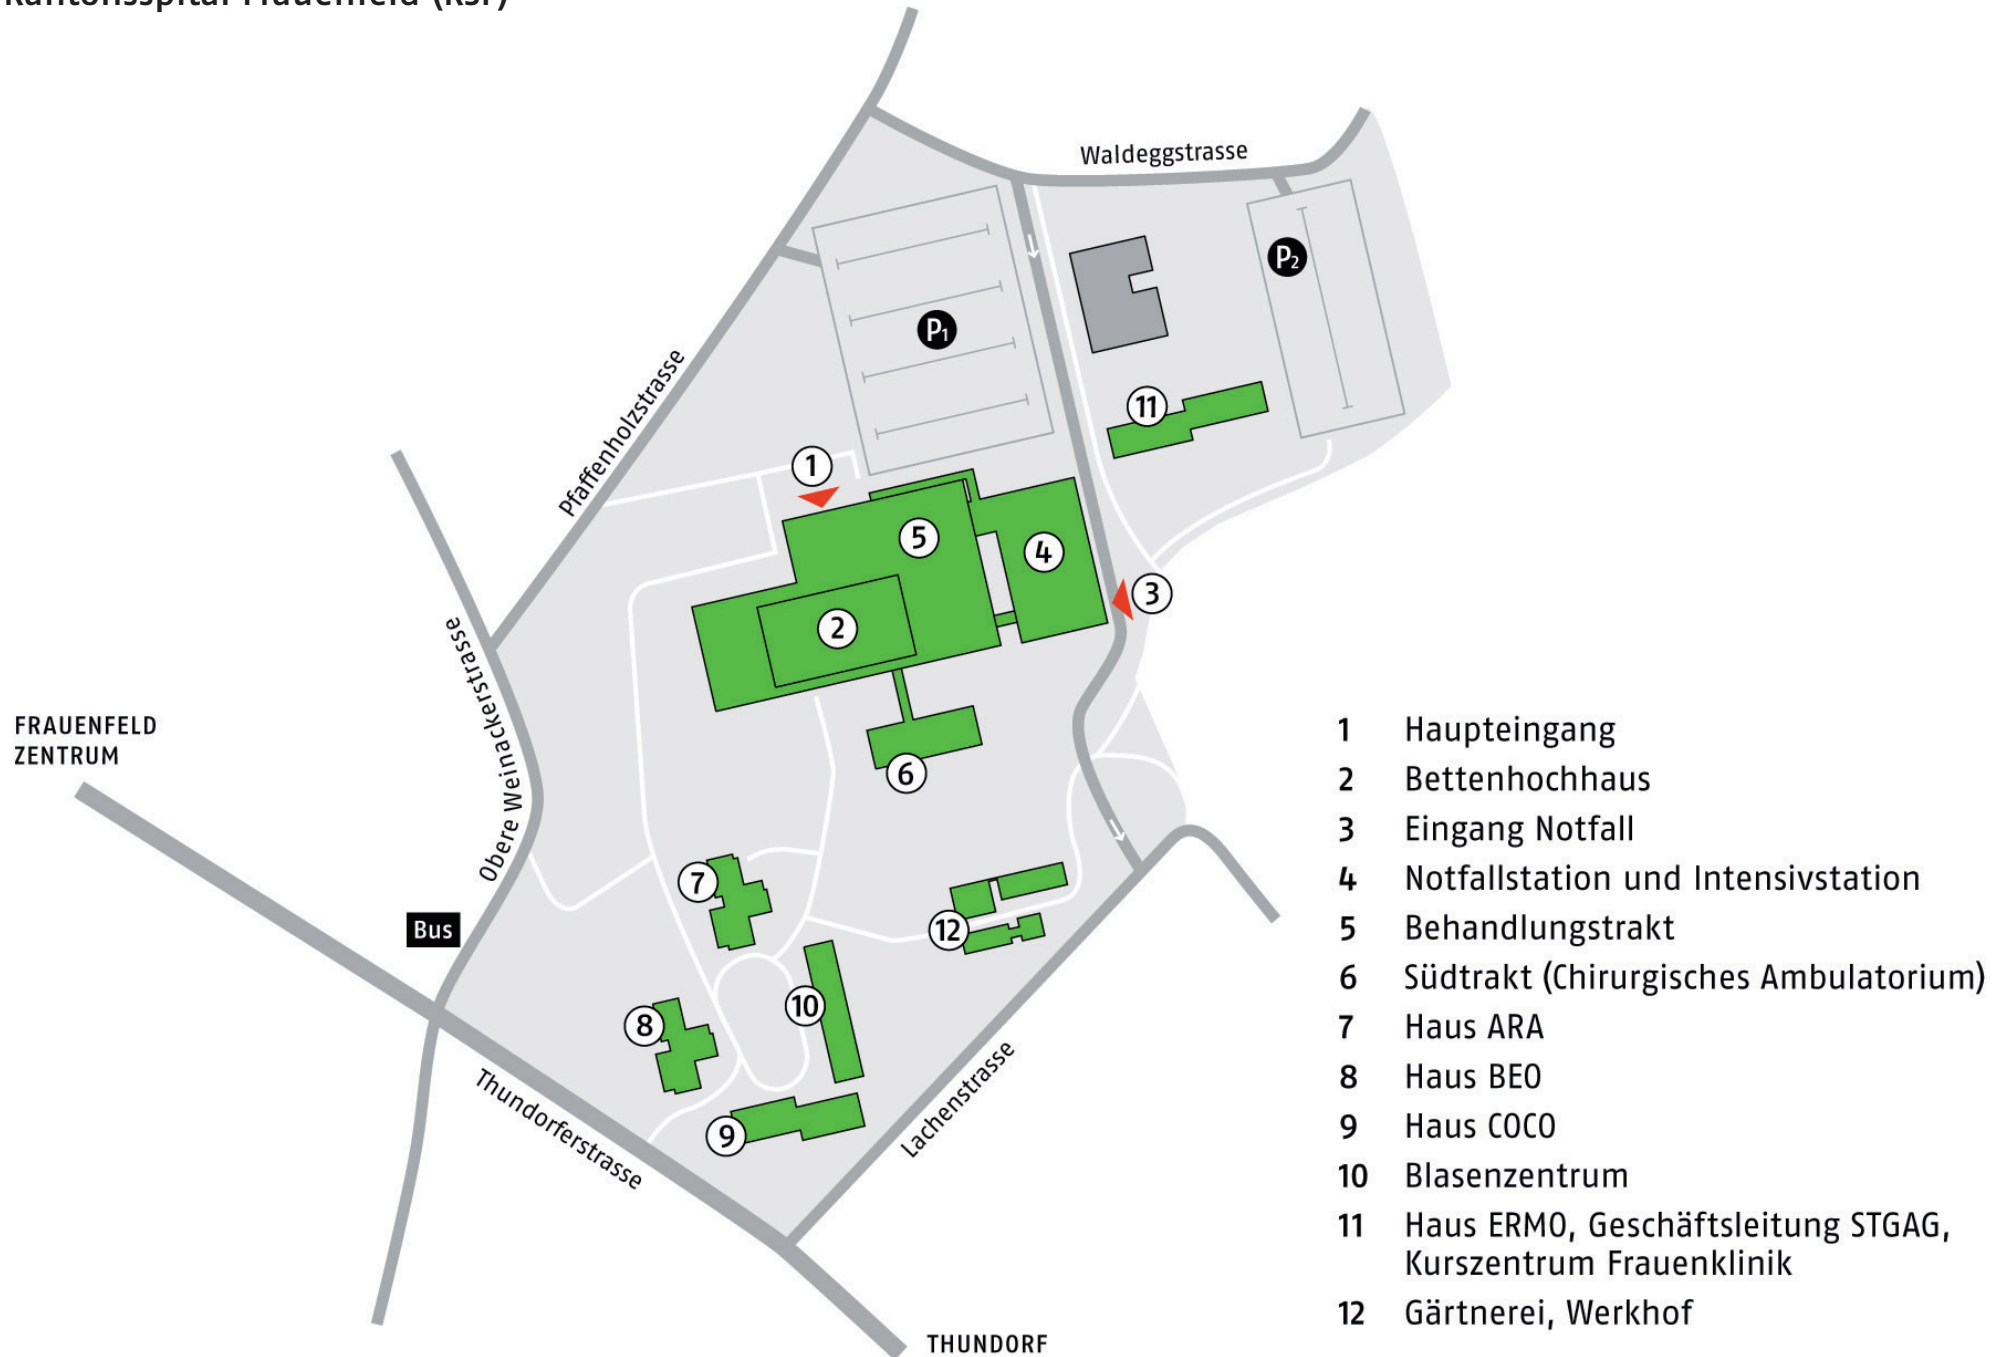 Kantonsspital Frauenfeld (KSF)
Waldeggstrasse
P2
P1
11
Pfaffenholzstrasse
1
5
4
3
2
Obere Weinackerstrasse
FRAUENFELD
ZENTRUM
6
7
Bus
12
10
8
Thundorferstrasse
9
Lachenstrasse
THUNDORF
1 Haupteingang
2 Bettenhochhaus
3 Eingang Notfall
4 Notfallstation und Intensivstation
5 Behandlungstrakt
6 Südtrakt (Chirurgisches Ambulatorium)
7 Haus ARA
8 Haus BEO
9 Haus COCO
10 Blasenzentrum
11 Haus ERMO, Geschäftsleitung STGAG,
Kurszentrum Frauenklinik
12 Gärtnerei, Werkhof